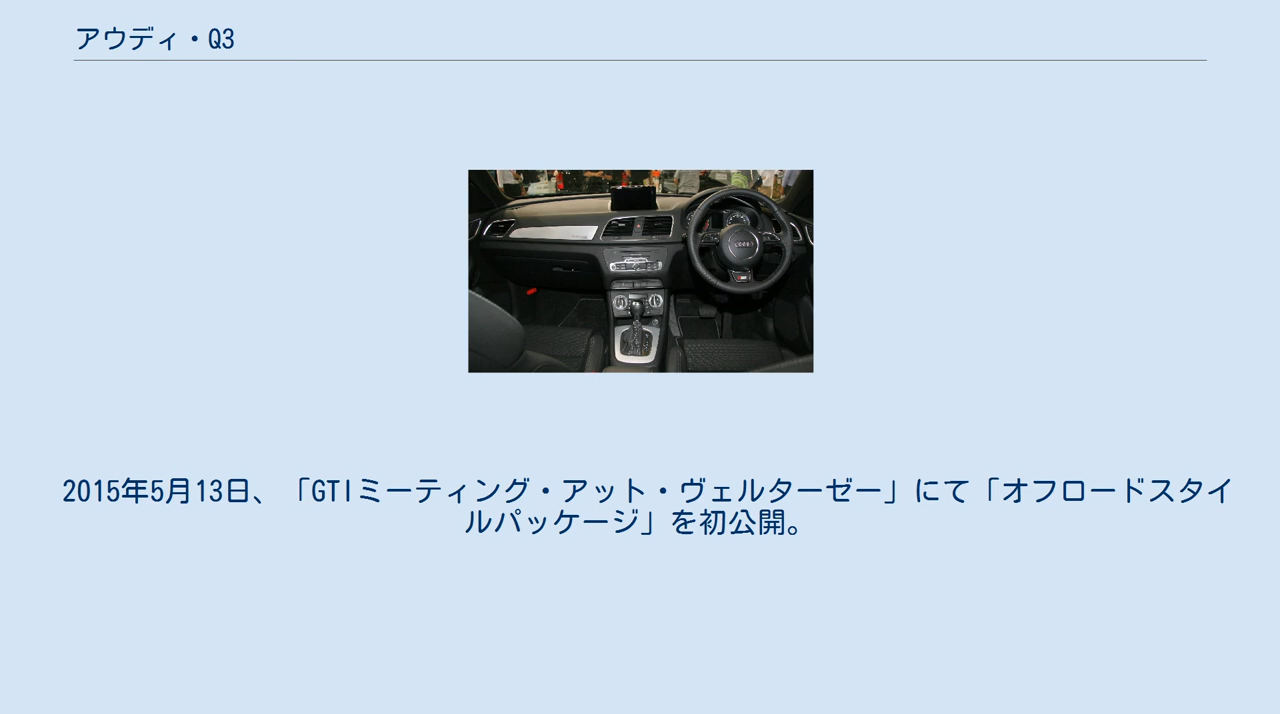 アウディ・Q3
2015年5月13日、「GTIミーティング・アット・ヴェルターゼー」にて「オフロードスタイ
ルパッケージ」を初公開。